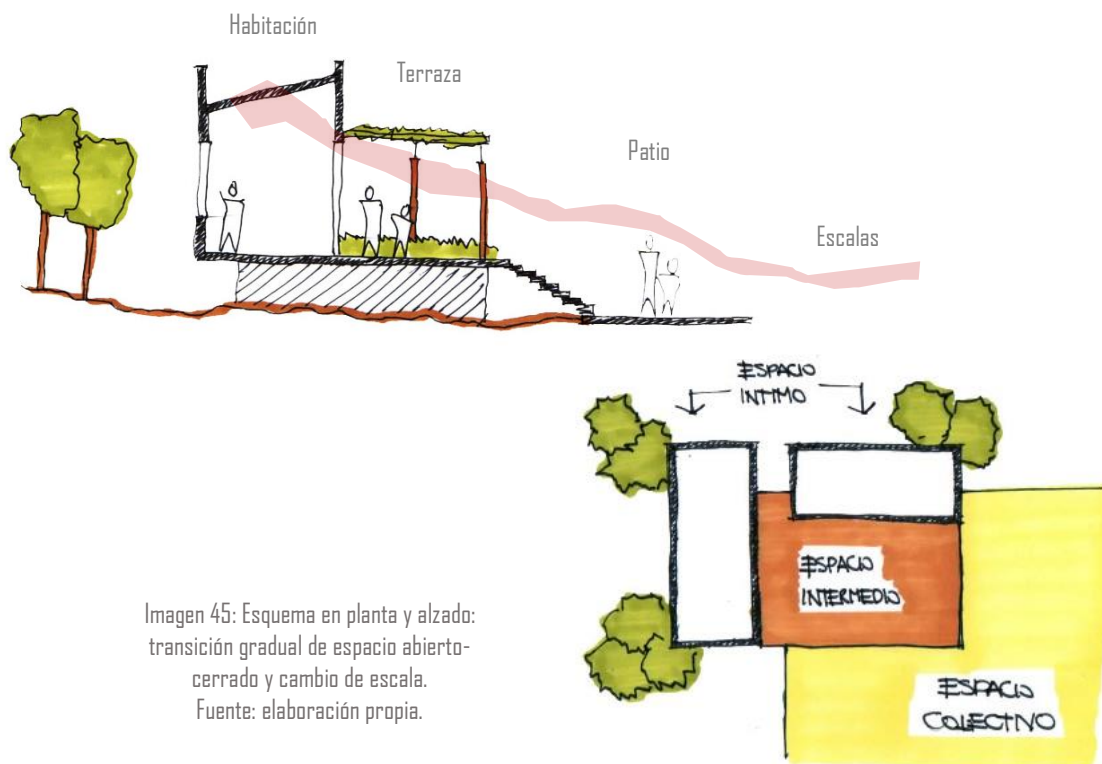 Habitación
Terraza
Patio
Escalas
ESPACIO
INTIMO
ESPACIO
INTERMEDIO
ESPACIO
COLECTIVO
Imagen 45: Esquema en planta y alzado:
transición gradual de espacio abierto-
cerrado y cambio de escala.
Fuente: elaboración propia.